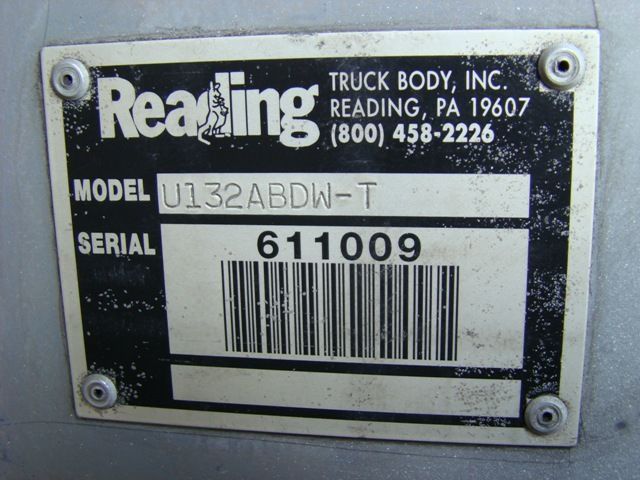 Reading
TRUCK BODY, INC.
READING, PA 19607
(800) 458-2226
MODEL U132ABDW-T
SERIAL 611009